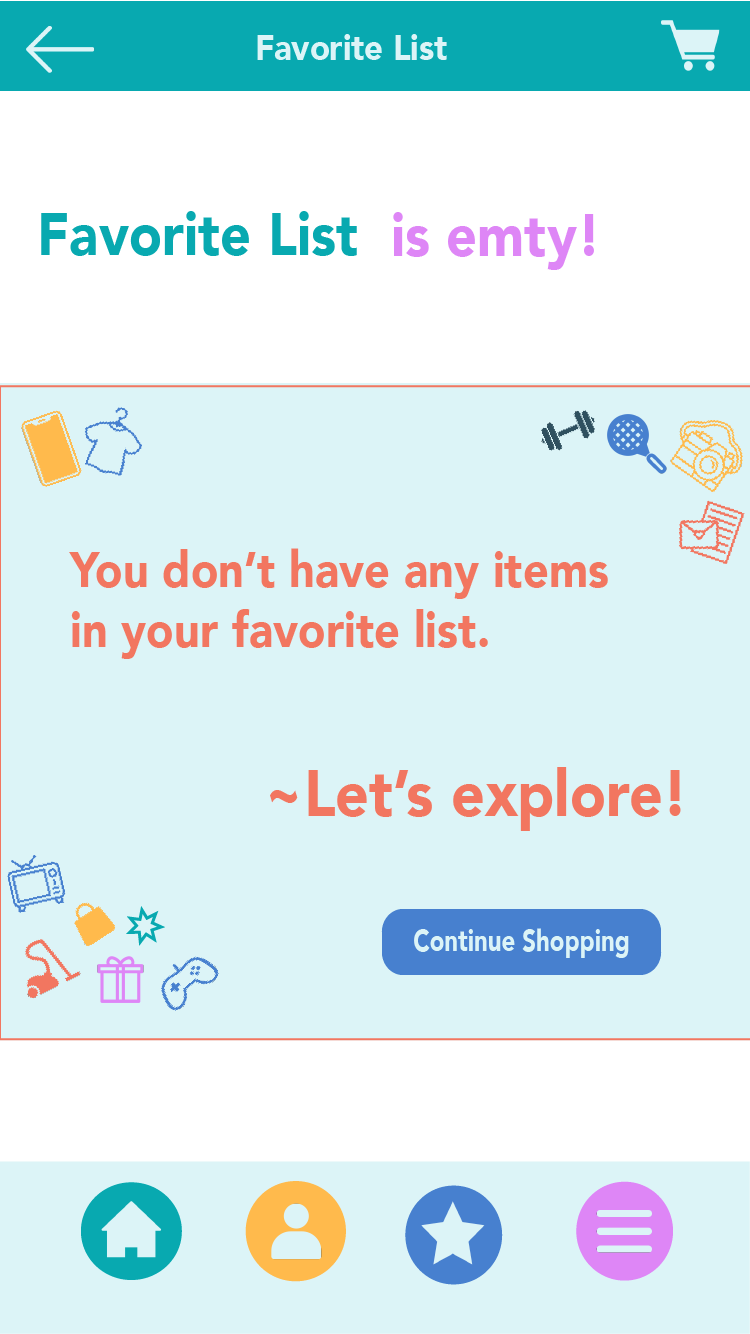 Favorite List
Favorite List is emty!
You don’t have any items
in your favorite list.
~Let’s explore!
Continue Shopping